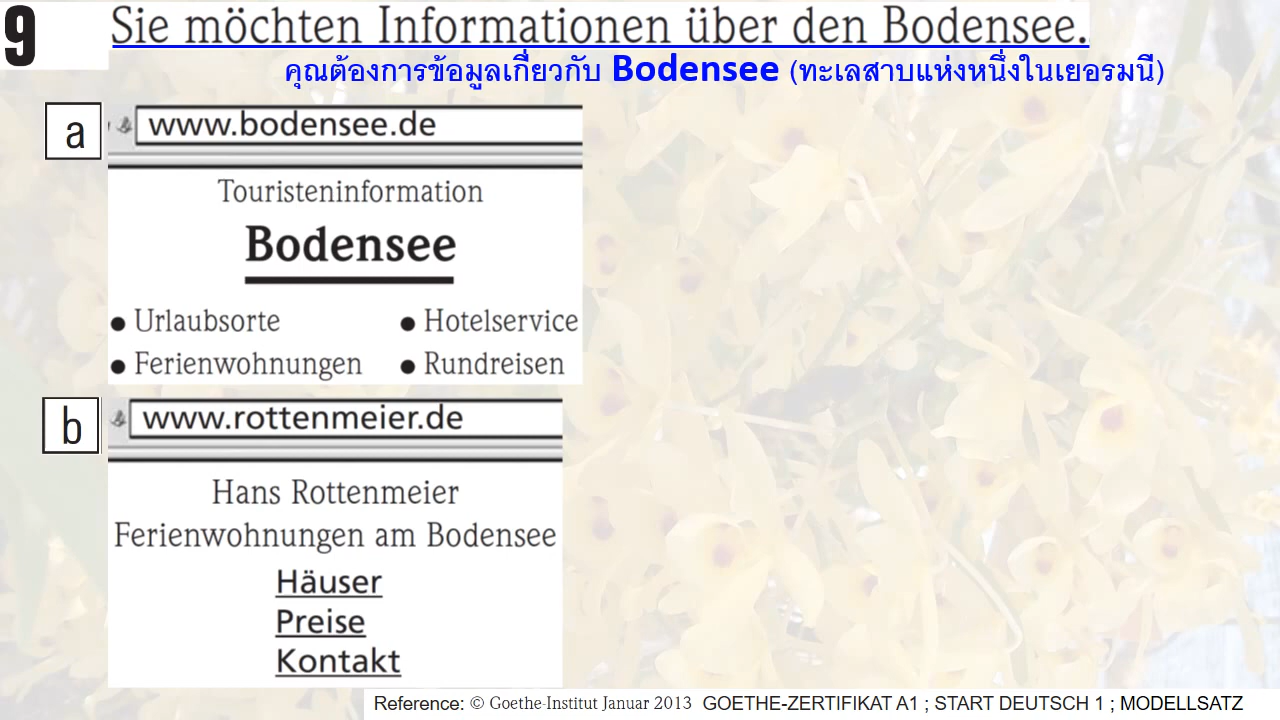 9 Sie möchten Informationen über den Bodensee.
คุณต้องการข้อมูลเกี่ยวกับ Bodensee (ทะเลสาบแห่งหนึ่งในเยอรมนี)
a www.bodensee.de
Touristeninformation
Bodensee
● Urlaubsorte ● Hotelservice
● Ferienwohnungen ● Rundreisen
b www.rottenmeier.de
Hans Rottenmeier
Ferienwohnungen am Bodensee
Häuser
Preise
Kontakt
Reference: © Goethe-Institut Januar 2013 GOETHE-ZERTIFIKAT A1 ; START DEUTSCH 1 ; MODELLSATZ